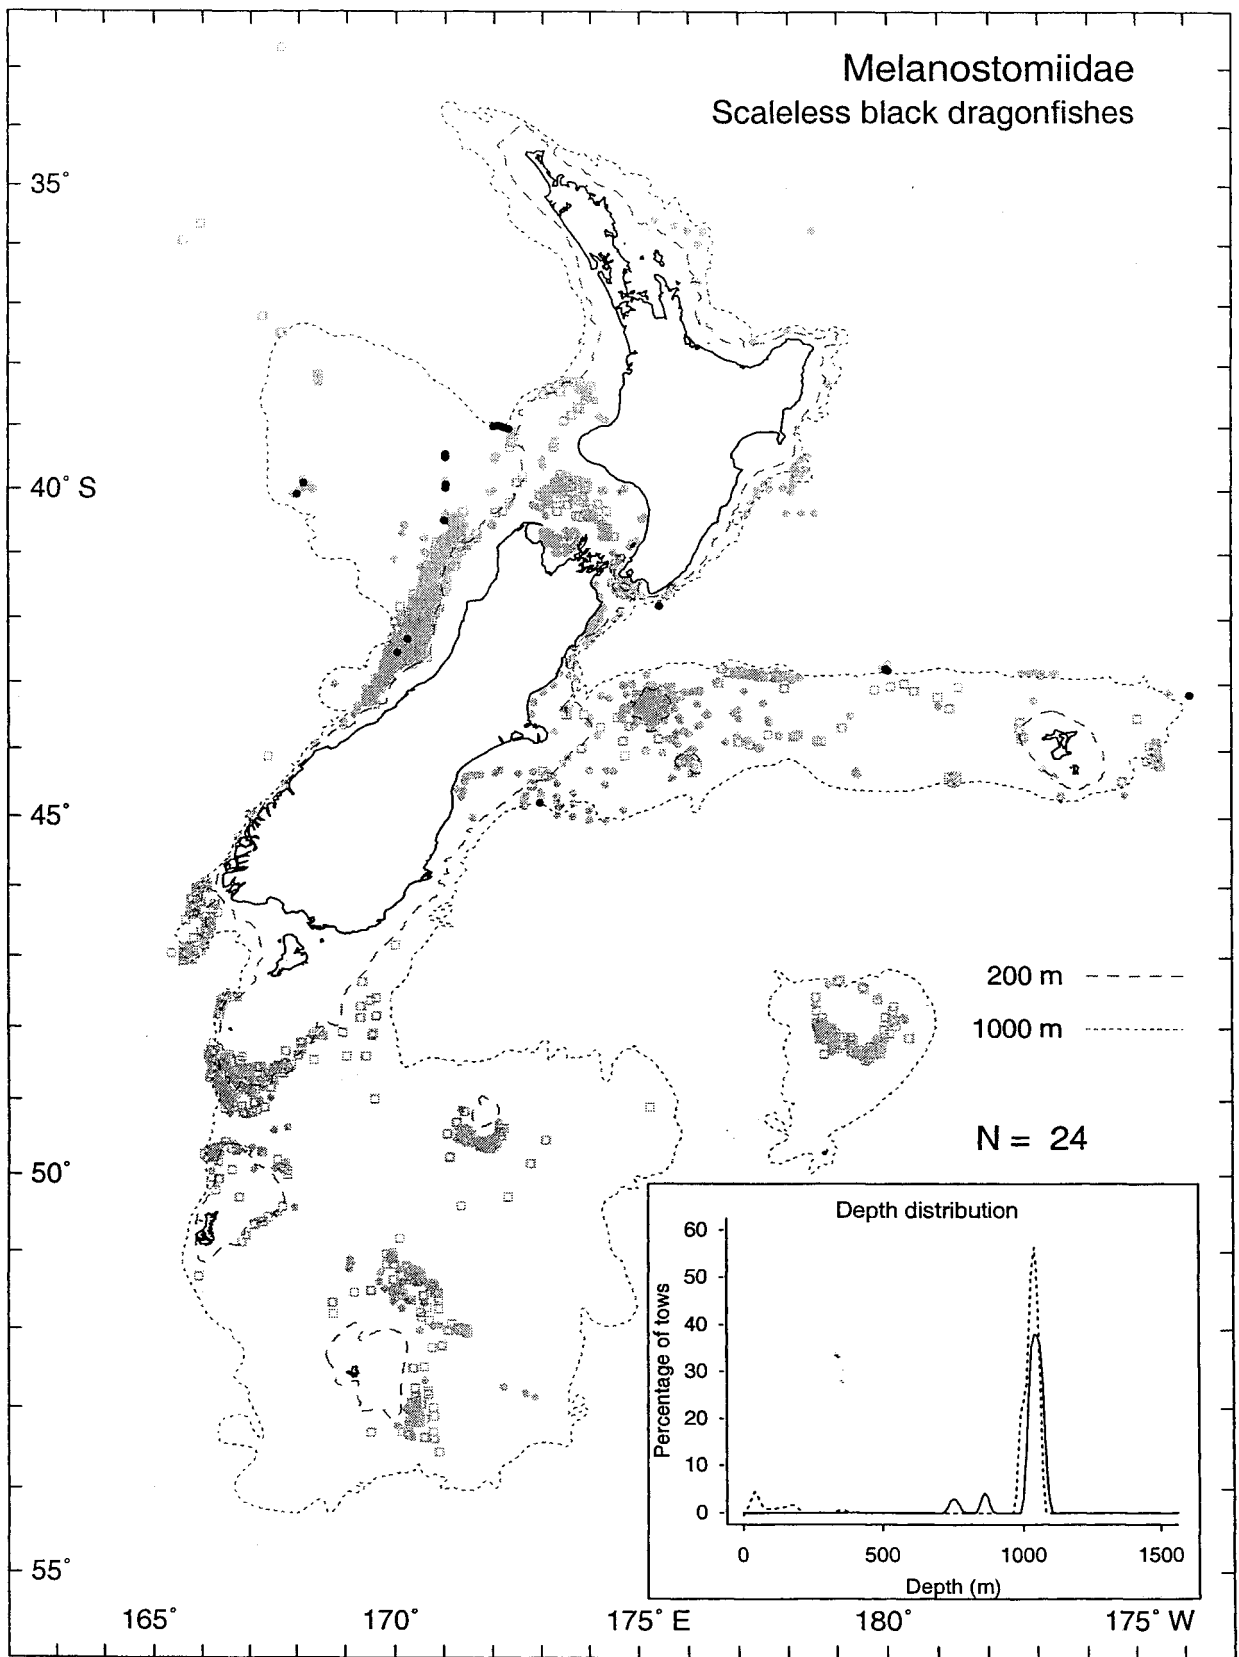 Melanostomiidae
Scaleless black dragonfishes
35°
40° S
45°
50°
55°
200 m
1000 m
N = 24
Depth distribution
Percentage of tows
60
50
40
30
20
10
0
0 500 1000 1500
Depth (m)
165° 170° 175° E 180° 175° W